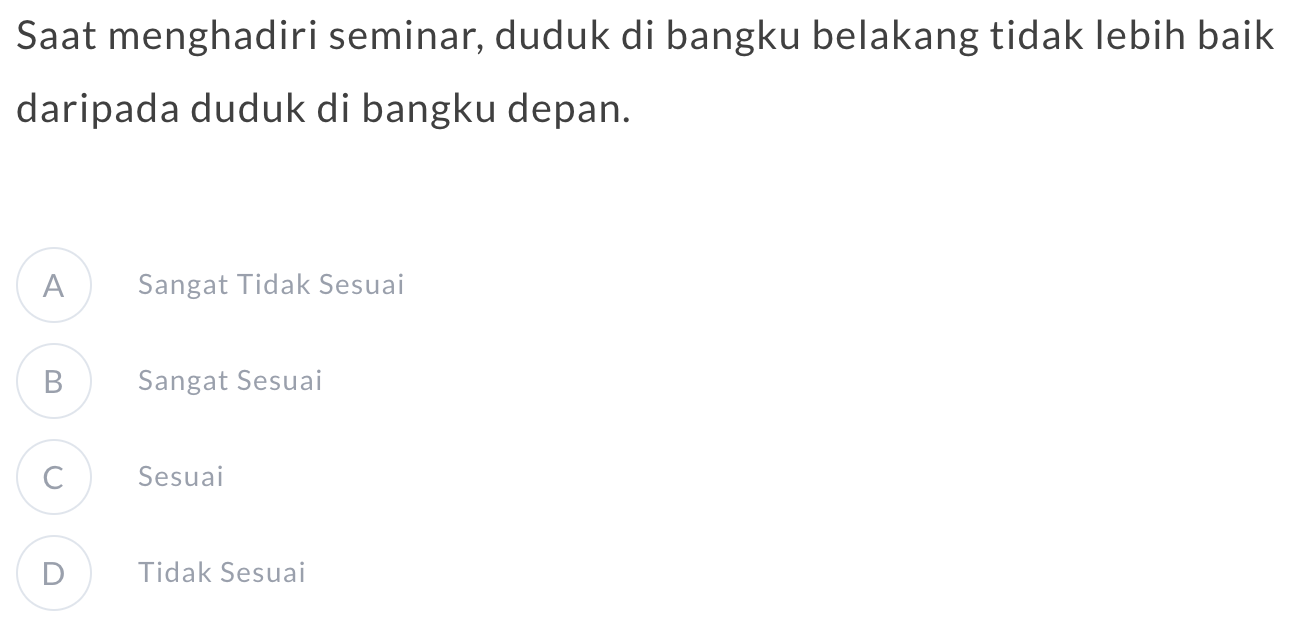 Saat menghadiri seminar, duduk di bangku belakang tidak lebih baik
daripada duduk di bangku depan.
A Sangat Tidak Sesuai
B Sangat Sesuai
C Sesuai
D Tidak Sesuai